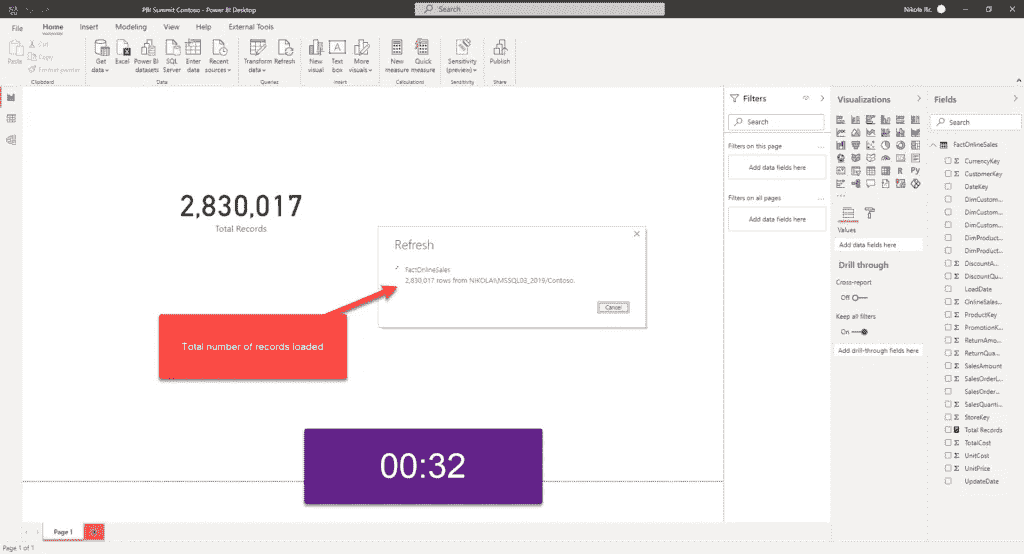 PBI Summit Contoso - Power BI Desktop
Search
Nikola Ilic
File
Home
Insert
Modeling
View
Help
External Tools
Paste
Cut
Copy
Format painter
Clipboard
Get data
Excel
Power BI datasets
SQL Server
Enter data
Recent sources
Data
Transform data
Refresh
Queries
New visual
Text box
More visuals
Insert
New measure
Quick measure
Calculations
Sensitivity (preview)
Sensitivity
Publish
Share
2,830,017
Total Records
Refresh
FactOnlineSales
2,830,017 rows from NIKOLAI\MSSQL03_2019/Contoso.
Cancel
Total number of records loaded
00:32
Filters
Search
Filters on this page
...
Add data fields here
Filters on all pages
...
Add data fields here
Visualizations
R
Py
...
Values
Add data fields here
Drill through
Cross-report
Off
Keep all filters
On
Add drill-through fields here
Fields
Search
FactOnlineSales
CurrencyKey
CustomerKey
DateKey
DimCustom...
DimCustom...
DimCustom...
DimProduct...
DimProduct...
DiscountA...
DiscountQu...
LoadDate
OnlineSales...
ProductKey
PromotionK...
ReturnAmo...
ReturnQua...
SalesAmount
SalesOrderL...
SalesOrder...
SalesQuanti...
StoreKey
Total Records
TotalCost
UnitCost
UnitPrice
UpdateDate
Page 1
Page 1 of 1